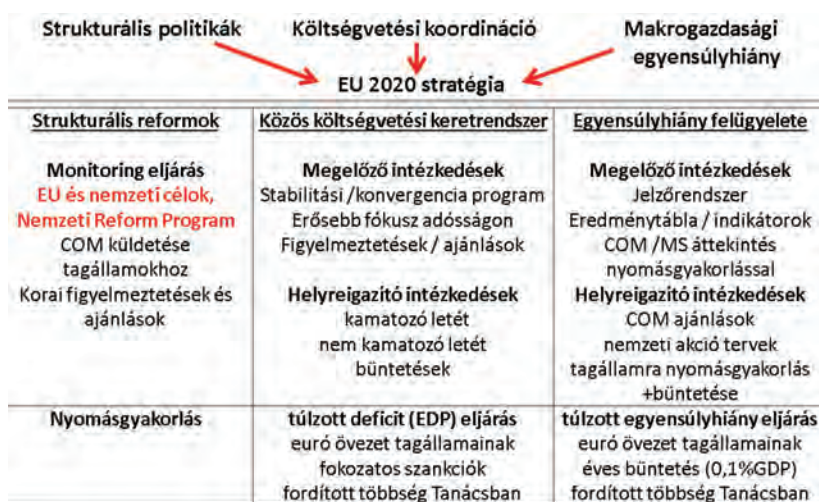 Strukturális politikák
Költségvetési koordináció
Makrogazdasági
egyensúlyhiány
EU 2020 stratégia
Strukturális reformok
Monitoring eljárás
EU és nemzeti célok,
Nemzeti Reform Program
COM küldetése
tagállamokhoz
Korai figyelmeztetések és
ajánlások
Nyomásgyakorlás
Közös költségvetési keretrendszer
Megelőző intézkedések
Stabilitási /konvergencia program
Erősebb fókusz adósságon
Figyelmeztetések / ajánlások
Helyreigazító intézkedések
kamatozó letét
nem kamatozó letét
büntetések
túlzott deficit (EDP) eljárás
euró övezet tagállamainak
fokozatos szankciók
fordított többség Tanácsban
Egyensúlyhiány felügyelete
Megelőző intézkedések
Jelzőrendszer
Eredménytábla / indikátorok
COM /MS áttekintés
nyomásgyakorlással
Helyreigazító intézkedések
COM ajánlások
nemzeti akció tervek
tagállamra nyomásgyakorlás
+büntetése
túlzott egyensúlyhiány eljárás
euró övezet tagállamainak
éves büntetés (0,1%GDP)
fordított többség Tanácsban